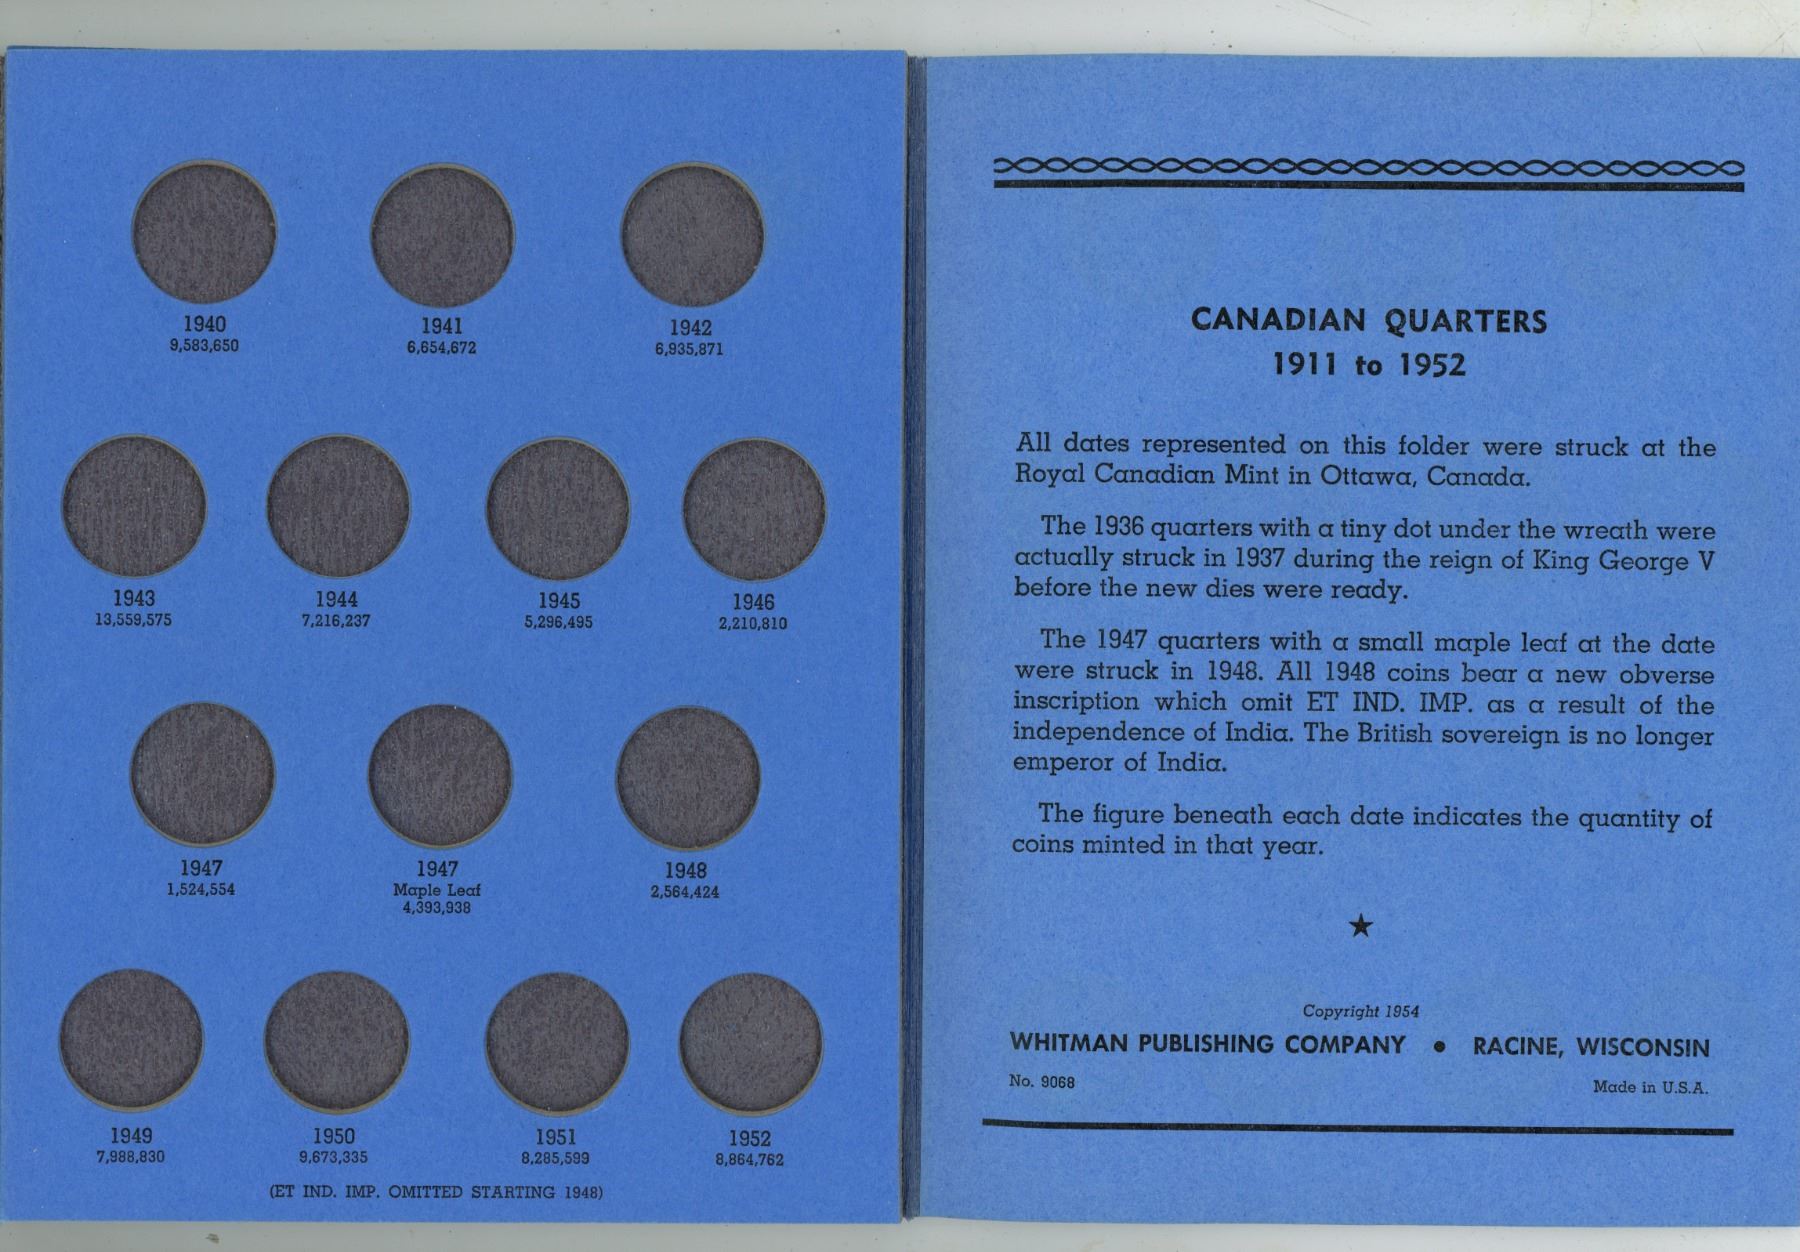 1940
9,583,650
1941
6,654,672
1942
6,935,871
1943
13,559,575
1944
7,216,237
1945
5,296,495
1946
2,210,810
1947
1,524,554
1947
Maple Leaf
4,393,938
1948
2,564,424
1949
7,988,830
1950
9,673,335
1951
8,285,599
1952
8,864,762
(ET IND. IMP. OMITTED STARTING 1948)
CANADIAN QUARTERS
1911 to 1952
All dates represented on this folder were struck at the
Royal Canadian Mint in Ottawa, Canada.
The 1936 quarters with a tiny dot under the wreath were
actually struck in 1937 during the reign of King George V
before the new dies were ready.
The 1947 quarters with a small maple leaf at the date
were struck in 1948. All 1948 coins bear a new obverse
inscription which omit ET IND. IMP. as a result of the
independence of India. The British sovereign is no longer
emperor of India.
The figure beneath each date indicates the quantity of
coins minted in that year.
Copyright 1954
WHITMAN PUBLISHING COMPANY • RACINE, WISCONSIN
No. 9068
Made in U.S.A.